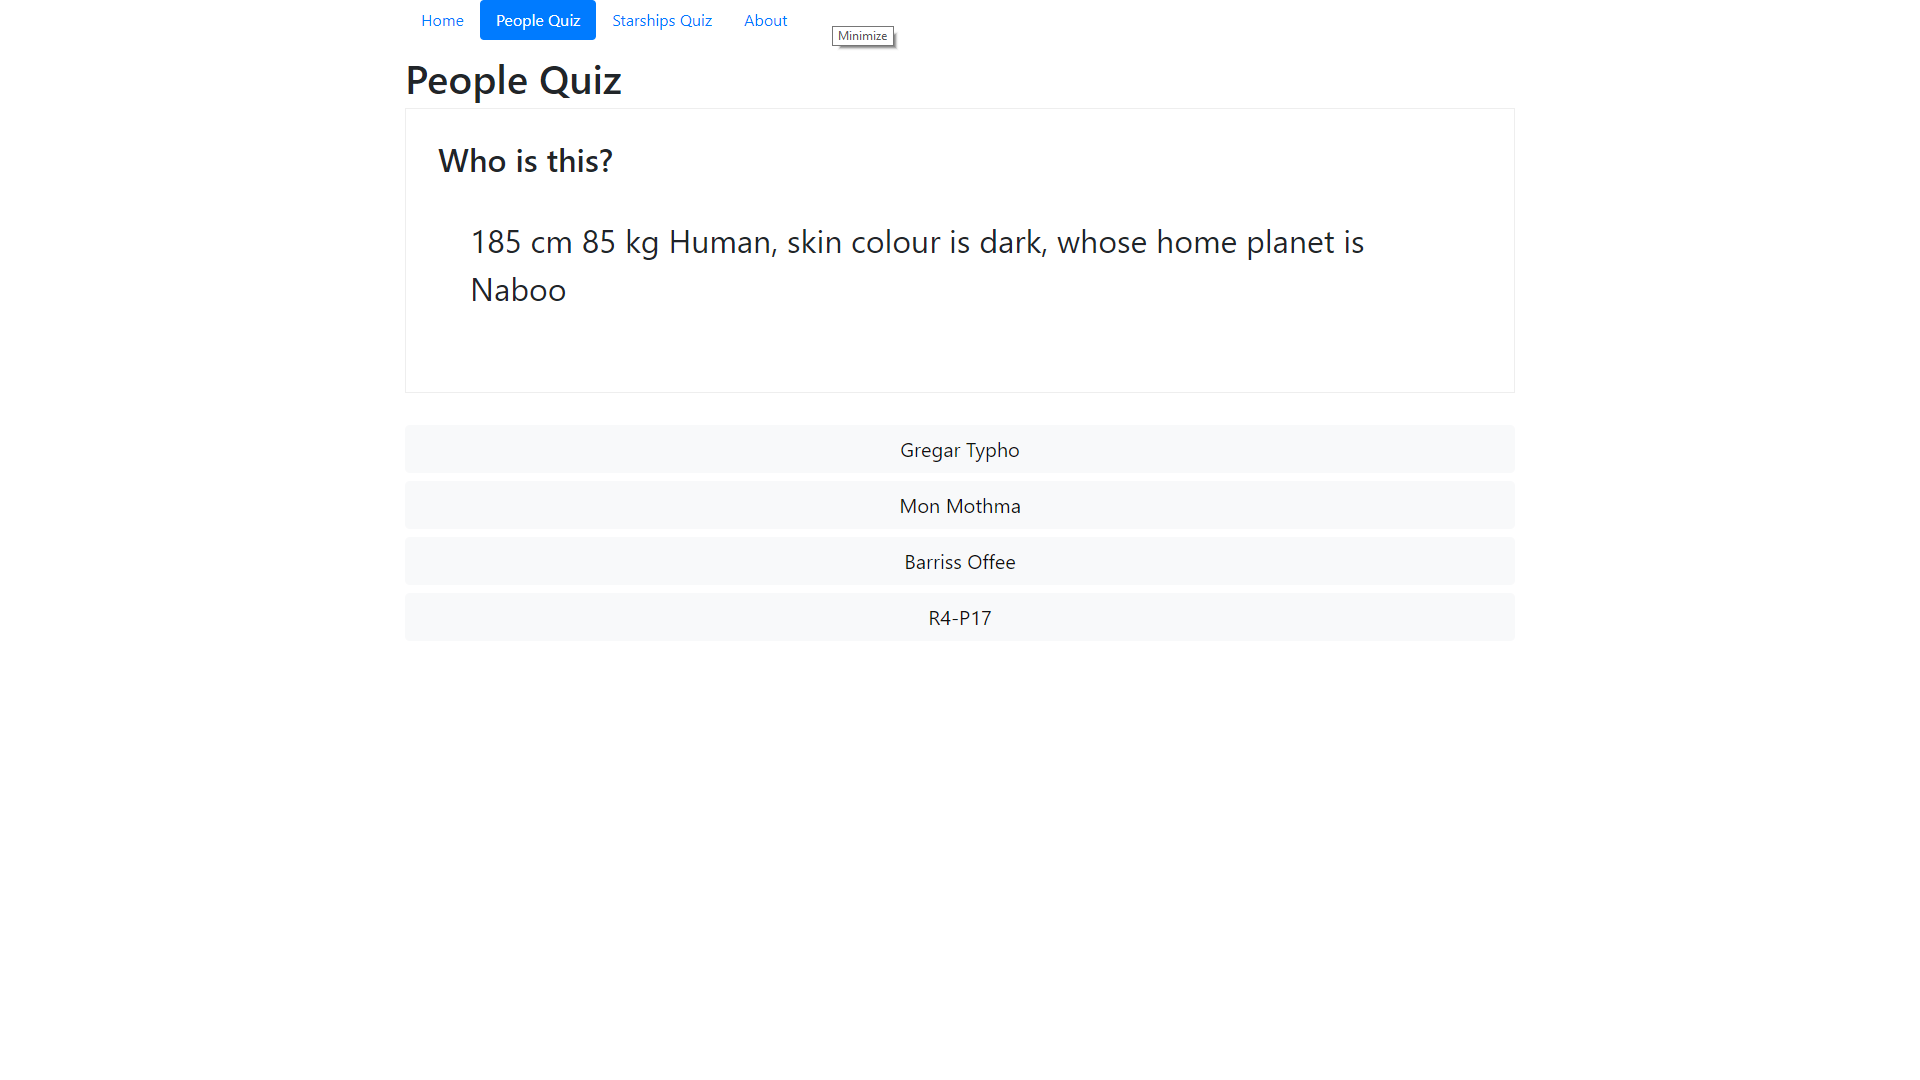 Home People Quiz Starships Quiz About
Minimize
People Quiz
Who is this?
185 cm 85 kg Human, skin colour is dark, whose home planet is
Naboo
Gregar Typho
Mon Mothma
Barriss Offee
R4-P17